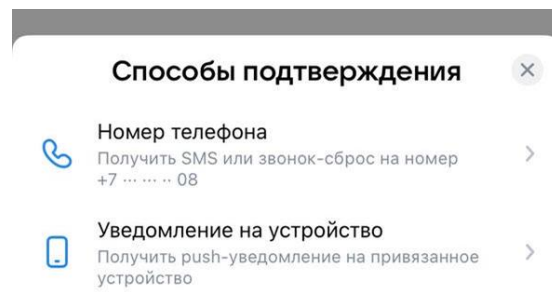 Способы подтверждения
Номер телефона
Получить SMS или звонок-сброс на номер
+7 ··· ··· ·· 08
Уведомление на устройство
Получить push-уведомление на привязанное
устройство